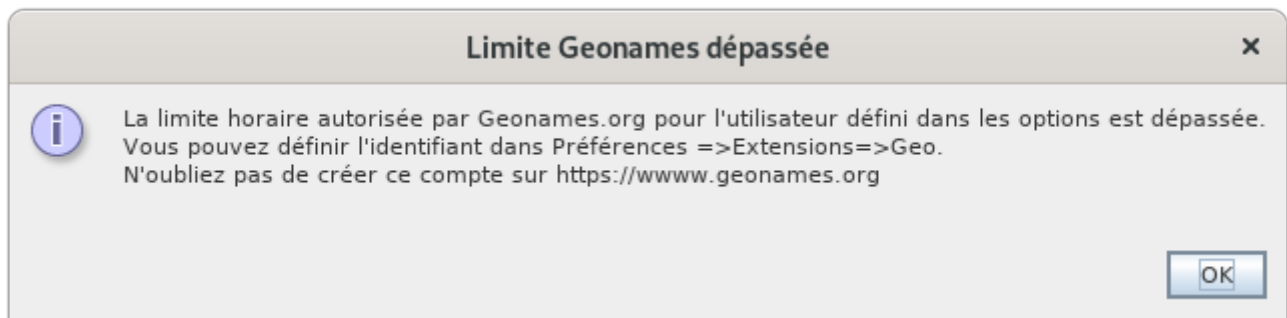 Limite Geonames dépassée
La limite horaire autorisée par Geonames.org pour l'utilisateur défini dans les options est dépassée.
Vous pouvez définir l'identifiant dans Préférences =>Extensions=>Geo.
N'oubliez pas de créer ce compte sur https://wwww.geonames.org
OK